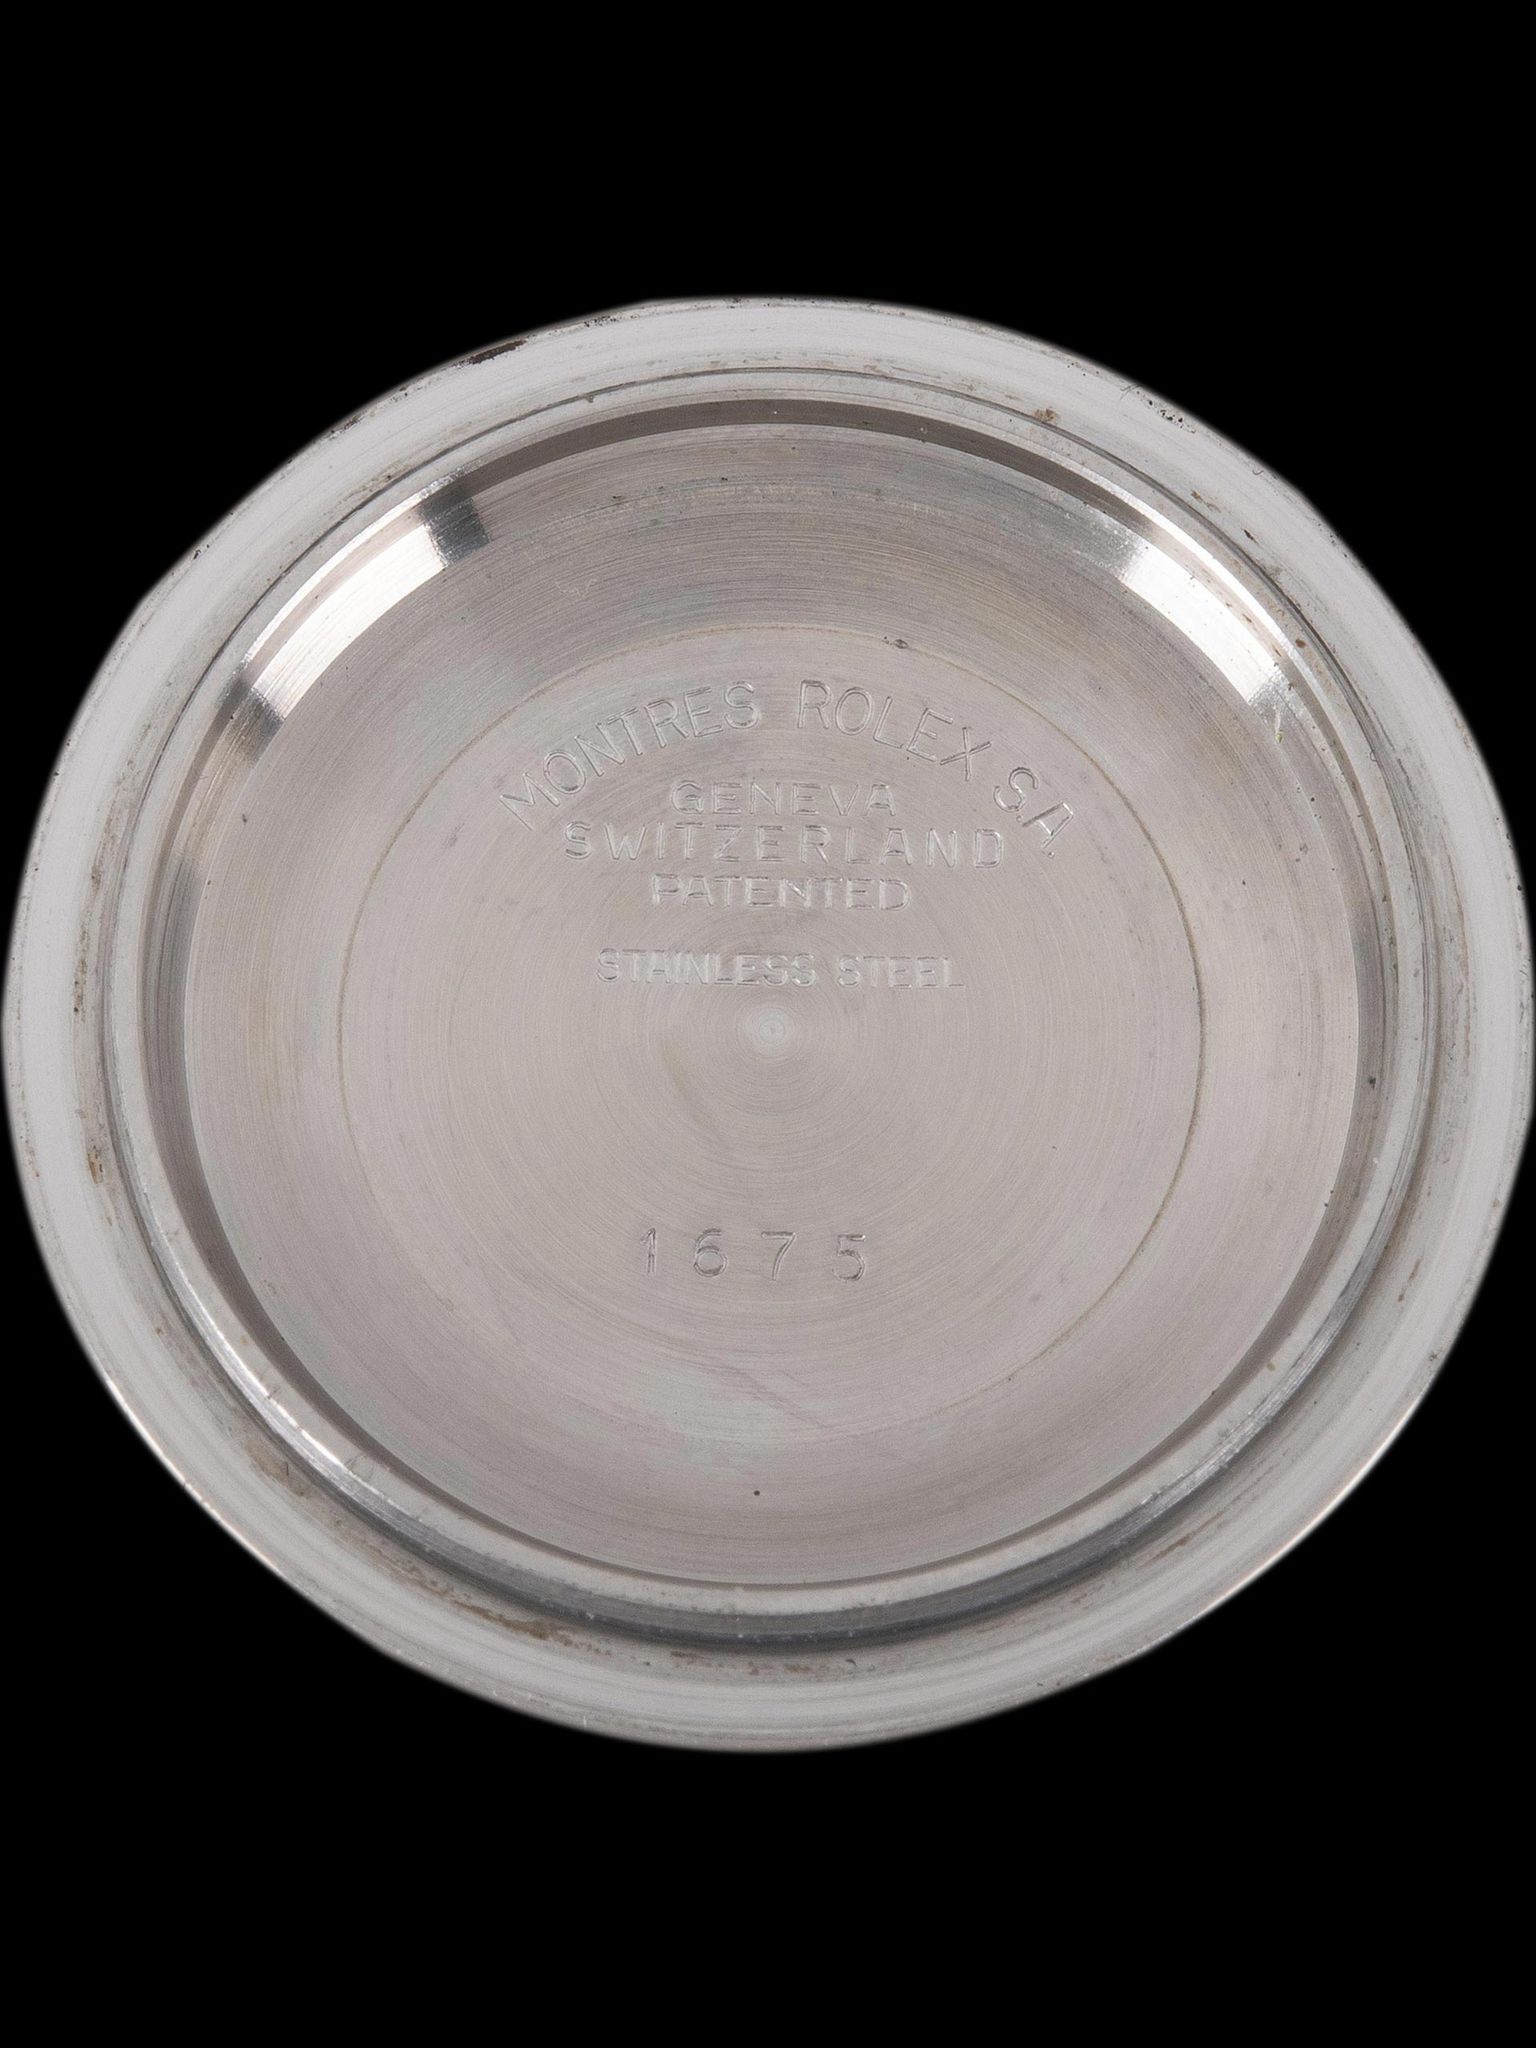 MONTRES ROLEX S.A.
GENEVA
SWITZERLAND
PATENTED
STAINLESS STEEL
1675